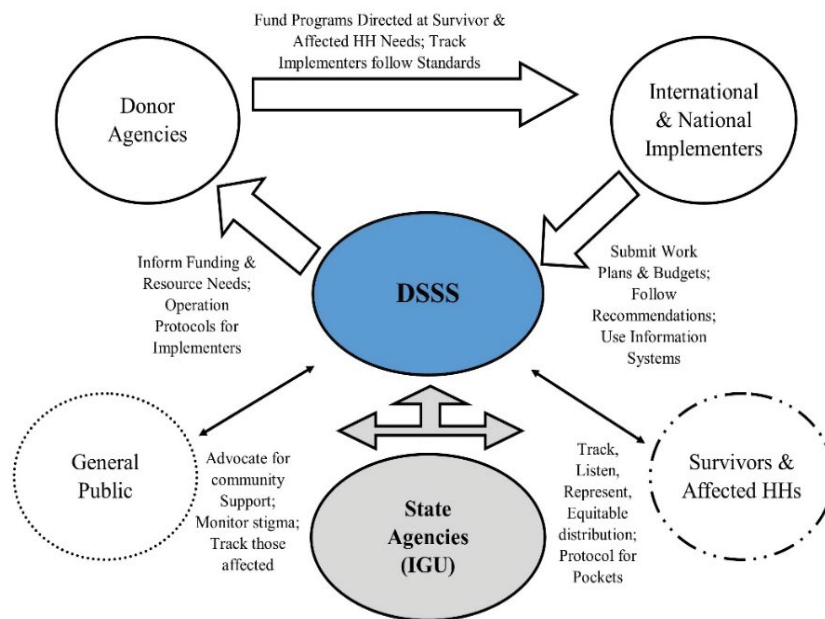 Fund Programs Directed at Survivor &
Affected HH Needs; Track
Implementers follow Standards
Donor
Agencies
International
& National
Implementers
DSSS
Inform Funding &
Resource Needs;
Operation
Protocols for
Implementers
Submit Work
Plans & Budgets;
Follow
Recommendations;
Use Information
Systems
General
Public
Advocate for
community
Support;
Monitor stigma;
Track those
affected
State
Agencies
(IGU)
Track,
Listen,
Represent,
Equitable
distribution;
Protocol for
Pockets
Survivors &
Affected HHs